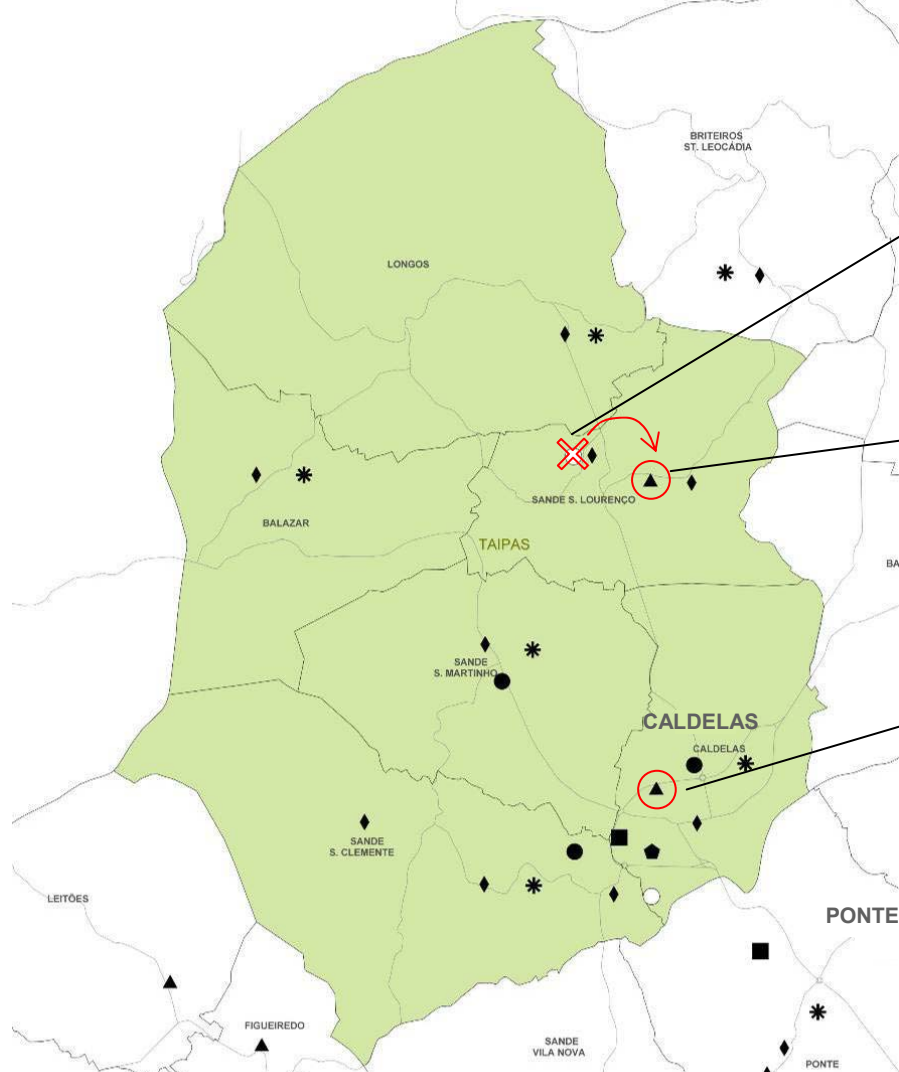 BRITEIROS
ST. LEOCÁDIA
LONGOS
SANDE S. LOURENÇO
BALAZAR
TAIPAS
BA
SANDE
S. MARTINHO
CALDELAS
CALDELAS
SANDE
S. CLEMENTE
LEITÕES
PONTE
FIGUEIREDO
SANDE
VILA NOVA
PONTE